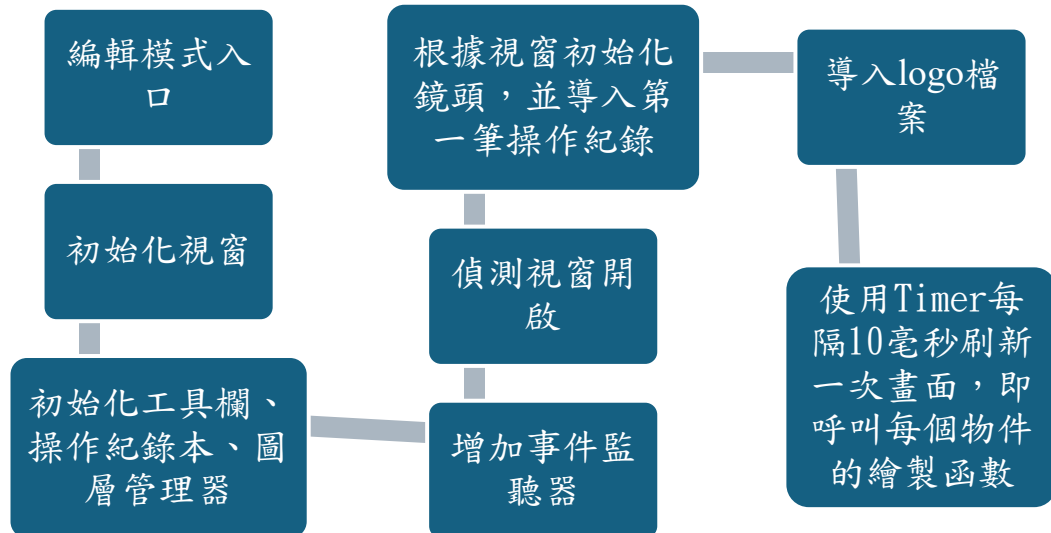 編輯模式入
口
初始化視窗
初始化工具欄、
操作紀錄本、圖
層管理器
增加事件監
聽器
偵測視窗開
啟
根據視窗初始化
鏡頭，並導入第
一筆操作紀錄
導入logo檔
案
使用Timer每
隔10毫秒刷新
一次畫面，即
呼叫每個物件
的繪製函數